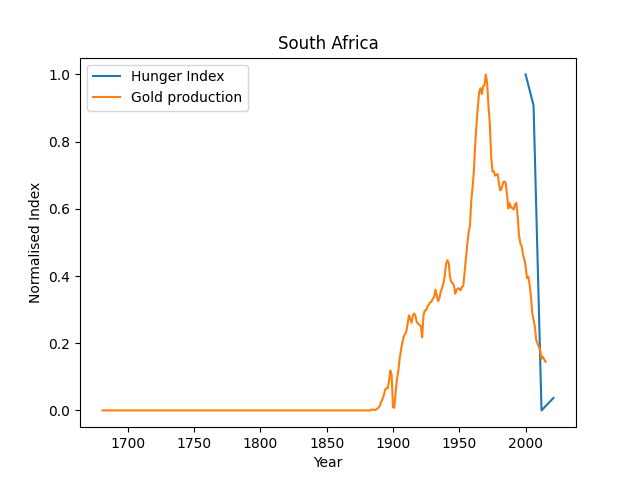 South Africa
Hunger Index
Gold production
Normalised Index
1.0
0.8
0.6
0.4
0.2
0.0
1700 1750 1800 1850 1900 1950 2000
Year